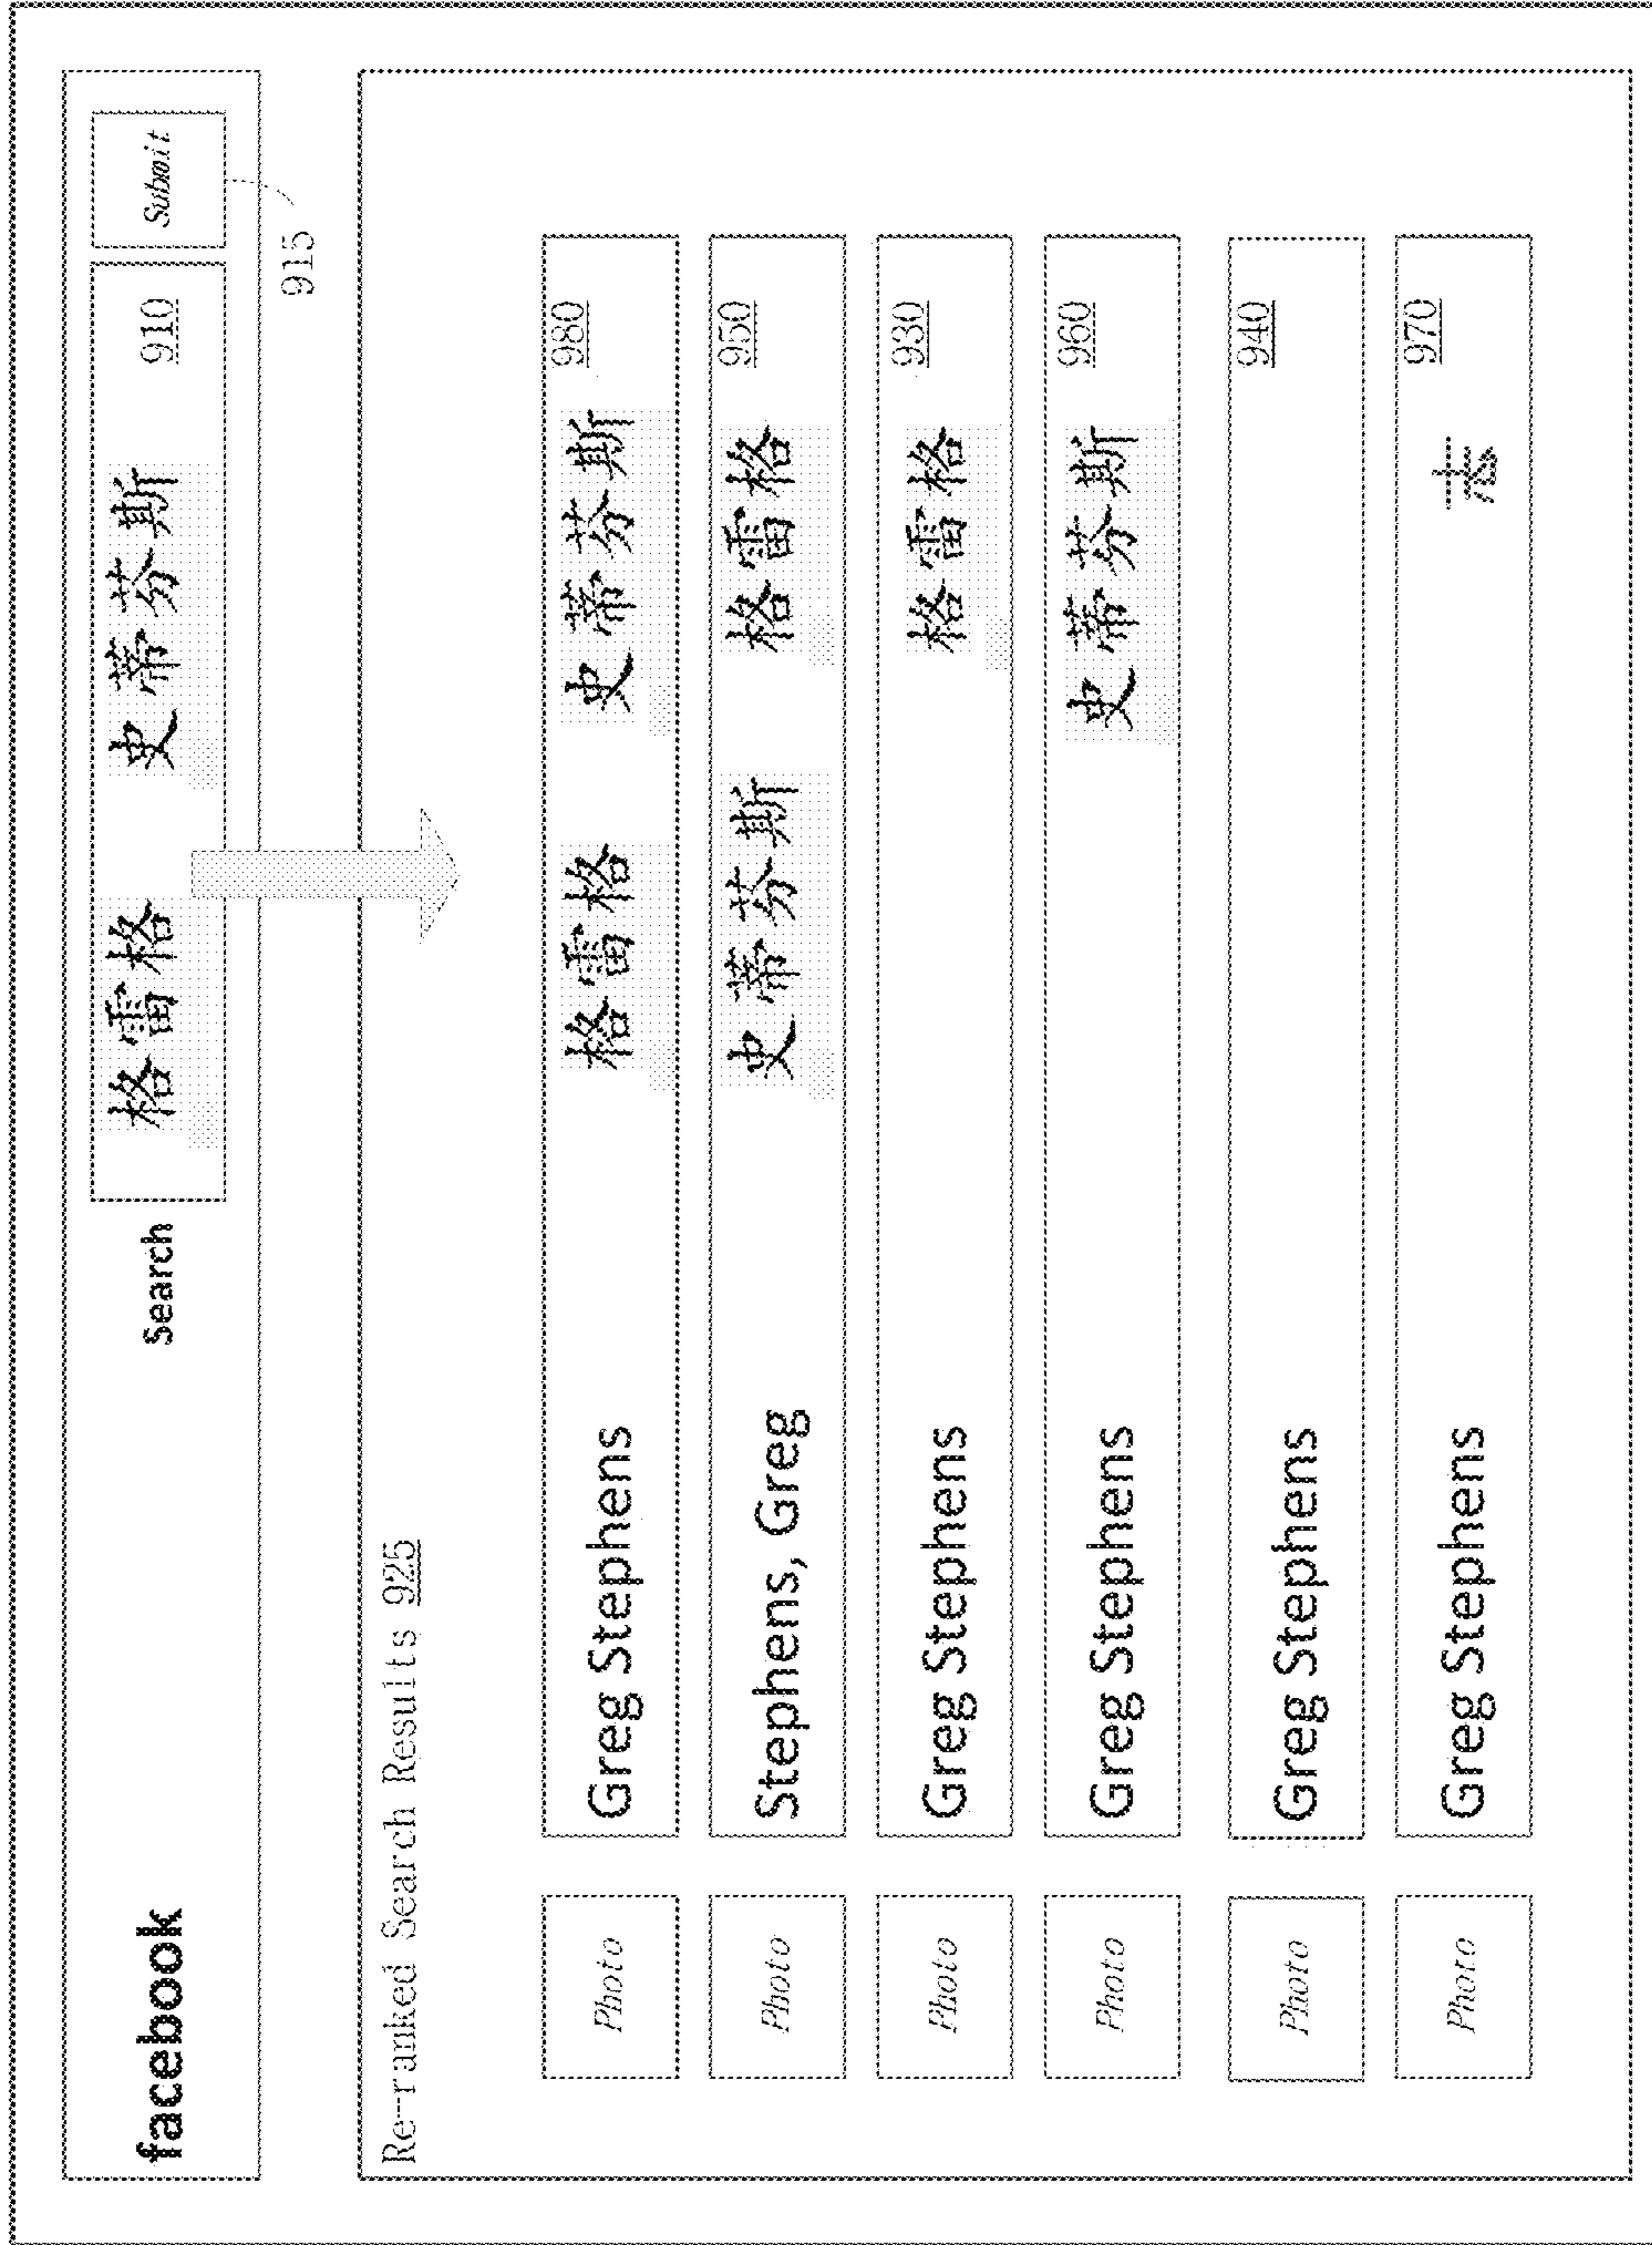 facebook Search 格雷格 史蒂芬斯 910 Submit
915
Re-ranked Search Results 925
Photo Greg Stephens 格雷格 史蒂芬斯 980
Photo Stephens, Greg 史蒂芬斯 格雷格 950
Photo Greg Stephens 格雷格 930
Photo Greg Stephens 史蒂芬斯 960
Photo Greg Stephens 940
Photo Greg Stephens 970